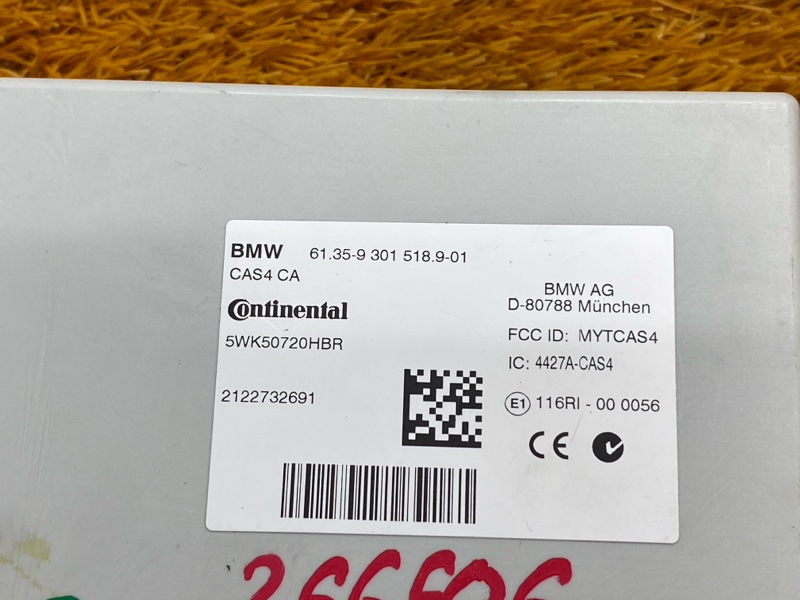 BMW 61.35-9 301 518.9-01
CAS4 CA
Continental
5WK50720HBR
2122732691
BMW AG
D-80788 München
FCC ID: MYTCAS4
IC: 4427A-CAS4
E1 116RI - 00 0056
CE